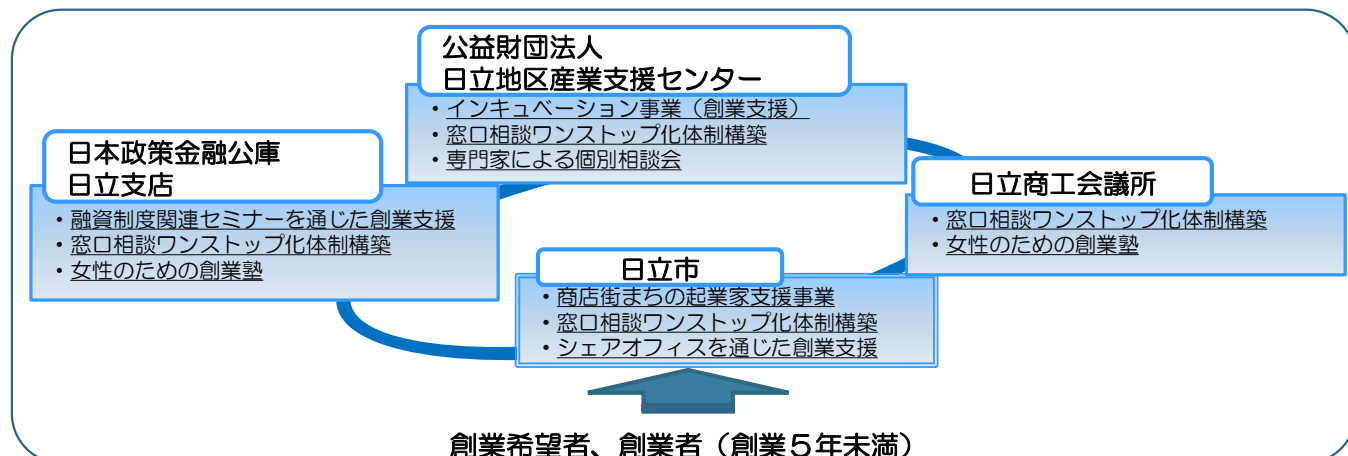 公益財団法人
日立地区産業支援センター
・インキュベーション事業（創業支援）
・窓口相談ワンストップ化体制構築
・専門家による個別相談会
日本政策金融公庫
日立支店
・融資制度関連セミナーを通じた創業支援
・窓口相談ワンストップ化体制構築
・女性のための創業塾
日立商工会議所
・窓口相談ワンストップ化体制構築
・女性のための創業塾
日立市
・商店街まちの起業家支援事業
・窓口相談ワンストップ化体制構築
・シェアオフィスを通じた創業支援
創業希望者、創業者（創業５年未満）